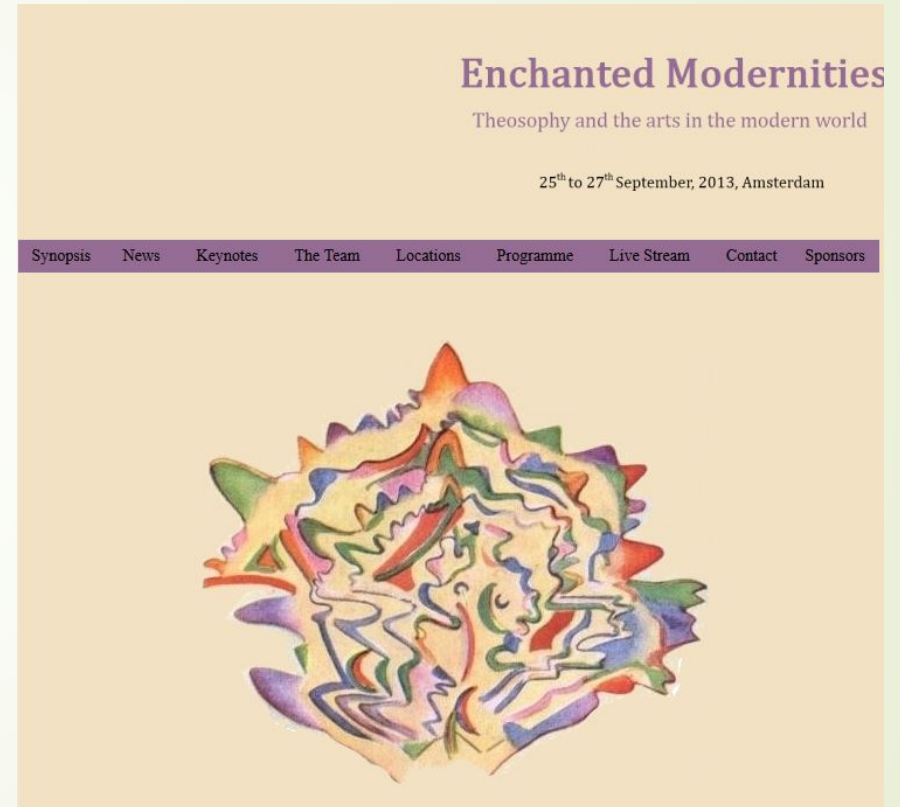 Enchanted Modernities
Theosophy and the arts in the modern world
25th to 27th September, 2013, Amsterdam
Synopsis News Keynotes The Team Locations Programme Live Stream Contact Sponsors